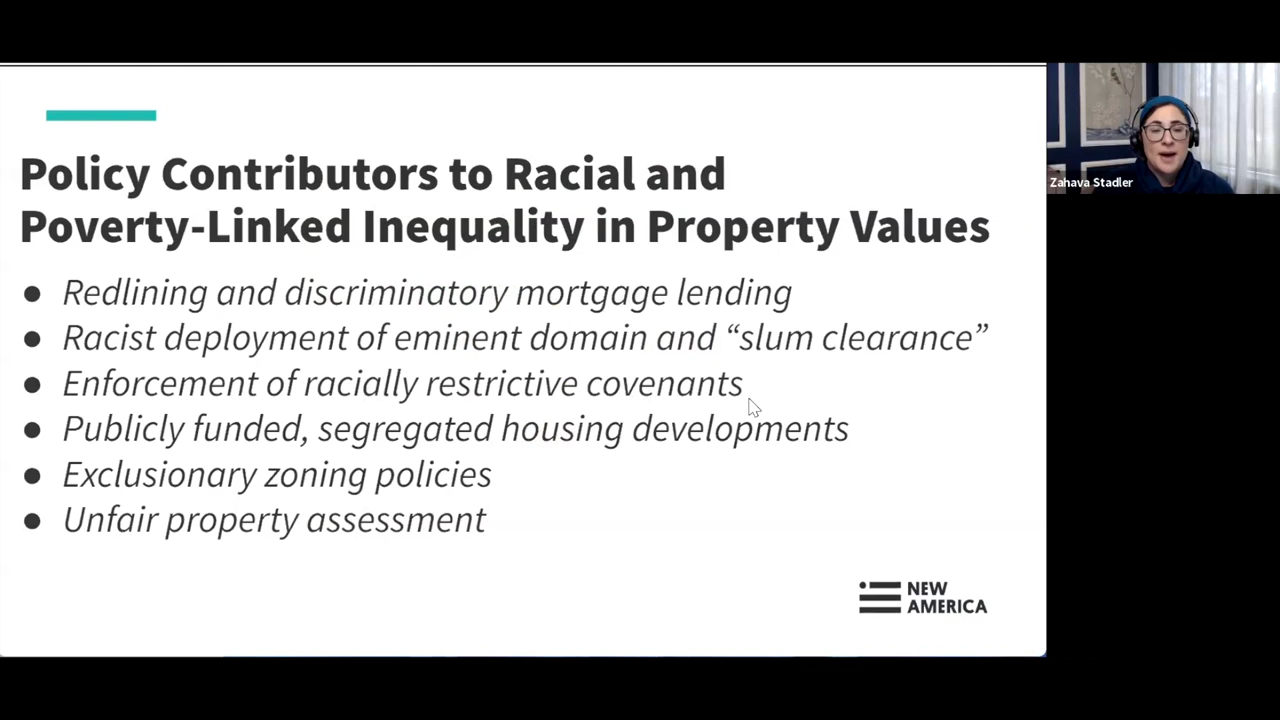 Policy Contributors to Racial and
Poverty-Linked Inequality in Property Values
● Redlining and discriminatory mortgage lending
● Racist deployment of eminent domain and “slum clearance”
● Enforcement of racially restrictive covenants
● Publicly funded, segregated housing developments
● Exclusionary zoning policies
● Unfair property assessment
NEW
AMERICA
Zahava Stadler